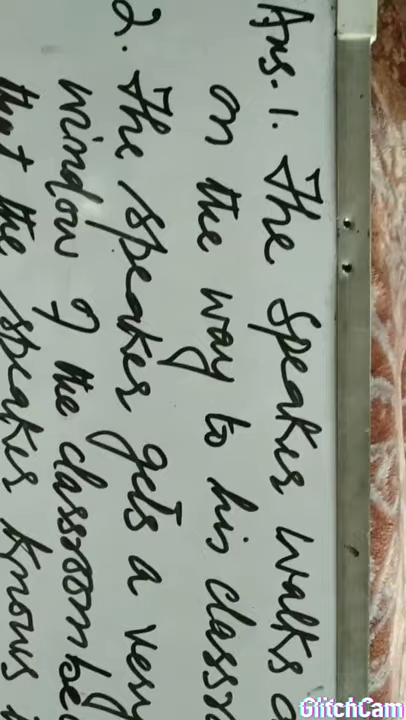 Ans. 1. The speaker walks
on the way to his classr
2. The speaker gets a very
window of the classroom be
that the speaker knows
GlitchCam